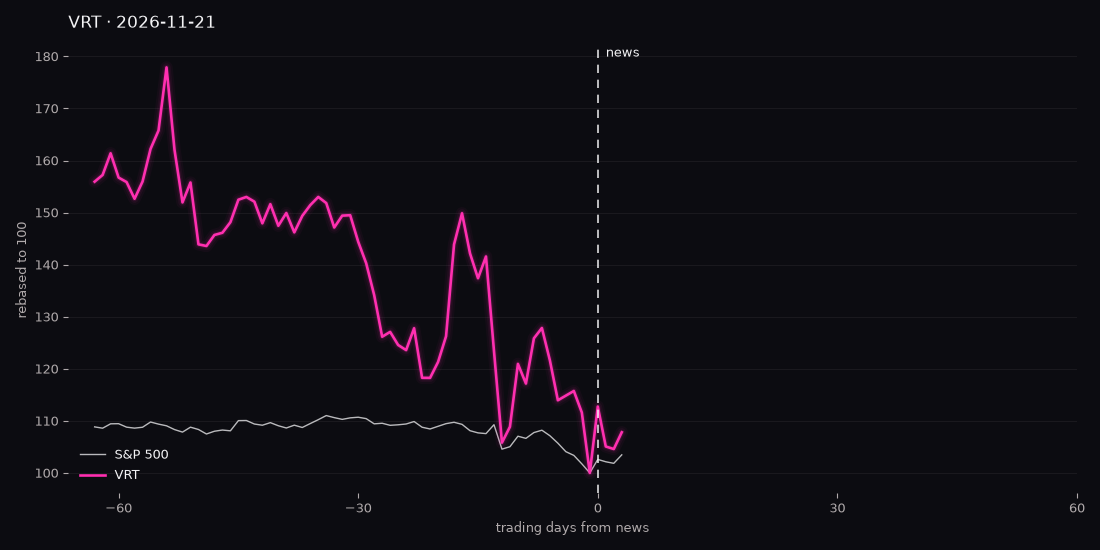 VRT · 2026-11-21
news
180
170
160
150
140
130
120
110
100
rebased to 100
S&P 500
VRT
−60
−30
0
30
60
trading days from news